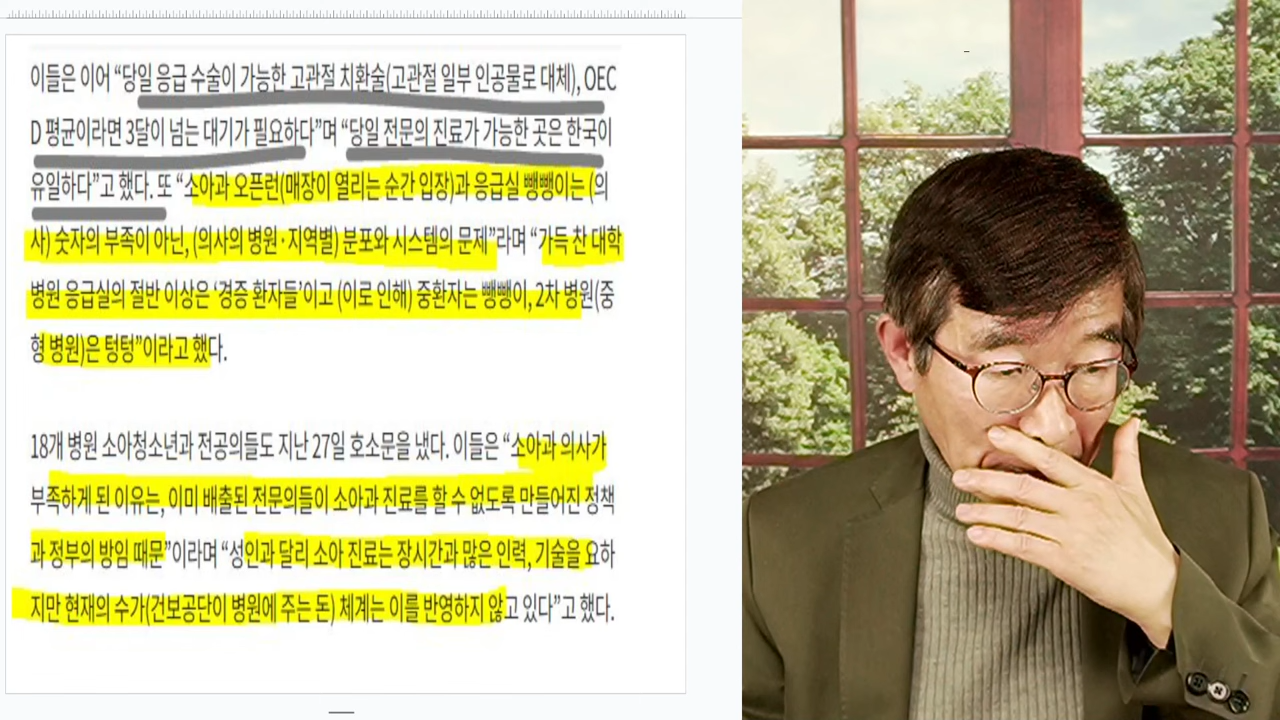 이들은 이어 “당일 응급 수술이 가능한 고관절 치환술(고관절 일부 인공물로 대체), OEC
D 평균이라면 3달이 넘는 대기가 필요하다”며 “당일 전문의 진료가 가능한 곳은 한국이
유일하다”고 했다. 또 “소아과 오픈런(매장이 열리는 순간 입장)과 응급실 뺑뺑이는 (의
사) 숫자의 부족이 아닌, (의사의 병원·지역별) 분포와 시스템의 문제”라며 “가득 찬 대학
병원 응급실의 절반 이상은 ‘경증 환자들’이고 (이로 인해) 중환자는 뺑뺑이, 2차 병원(중
형 병원)은 텅텅”이라고 했다.
18개 병원 소아청소년과 전공의들도 지난 27일 호소문을 냈다. 이들은 “소아과 의사가
부족하게 된 이유는, 이미 배출된 전문의들이 소아과 진료를 할 수 없도록 만들어진 정책
과 정부의 방임 때문”이라며 “성인과 달리 소아 진료는 장시간과 많은 인력, 기술을 요하
지만 현재의 수가(건보공단이 병원에 주는 돈) 체계는 이를 반영하지 않고 있다”고 했다.